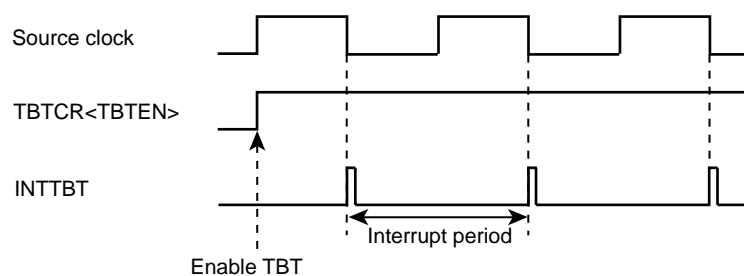 Source clock
TBTCR<TBTEN>
INTTBT
Interrupt period
Enable TBT